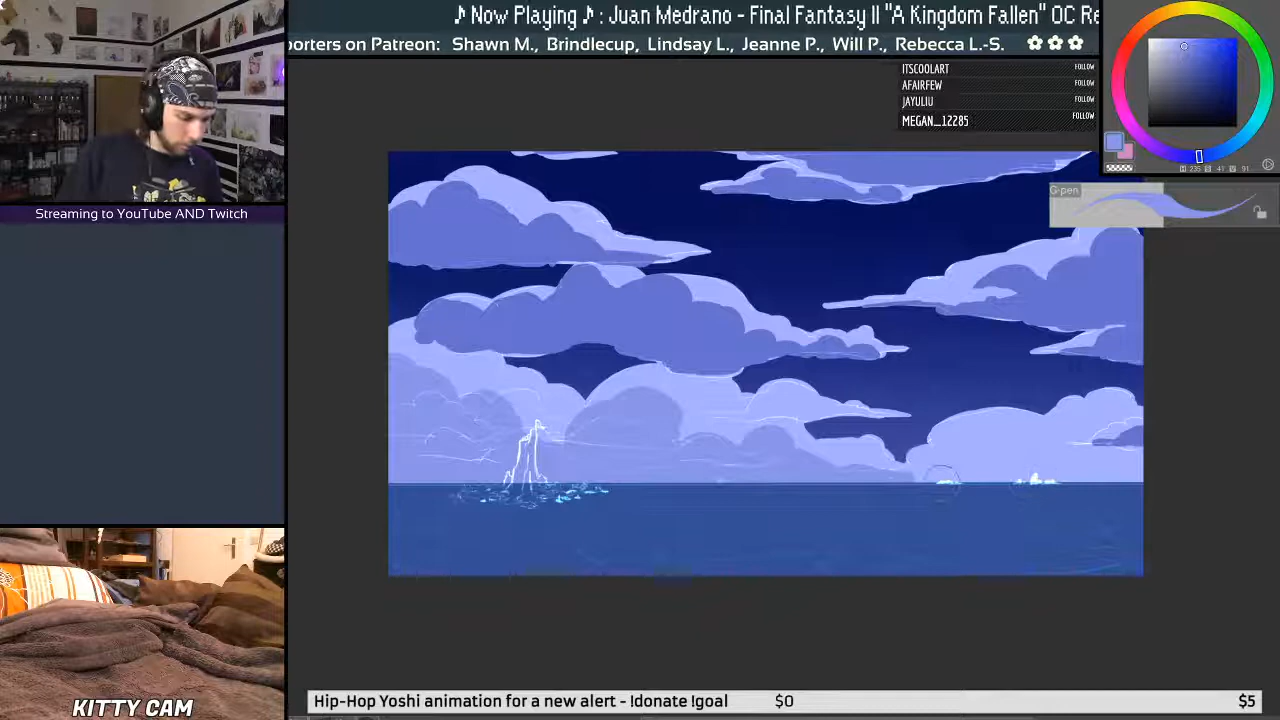 ♪ Now Playing ♪ : Juan Medrano - Final Fantasy II "A Kingdom Fallen" OC Re
porters on Patreon: Shawn M., Brindlecup, Lindsay L., Jeanne P., Will P., Rebecca L.-S. ✿ ✿ ✿
ITSCOOLART FOLLOW
AFAIRFEW FOLLOW
JAYULIU FOLLOW
MEGAN_12285 FOLLOW
G-pen
Streaming to YouTube AND Twitch
KITTY CAM
Hip-Hop Yoshi animation for a new alert - !donate !goal $0 $5